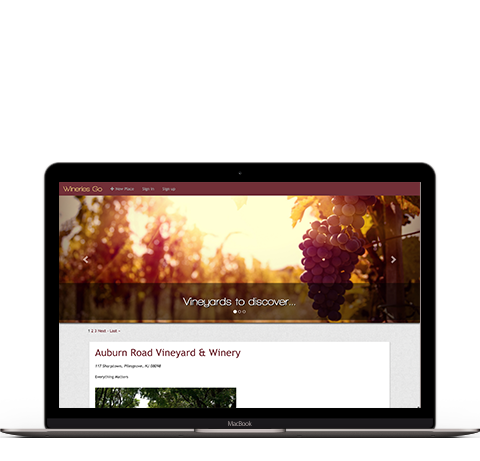 Wineries Go + New Place Sign in Sign up
Vineyards to discover...
1 2 3 Next › Last »
Auburn Road Vineyard & Winery
117 Sharptown, Pilesgrove, NJ 08098
Everything Matters
MacBook